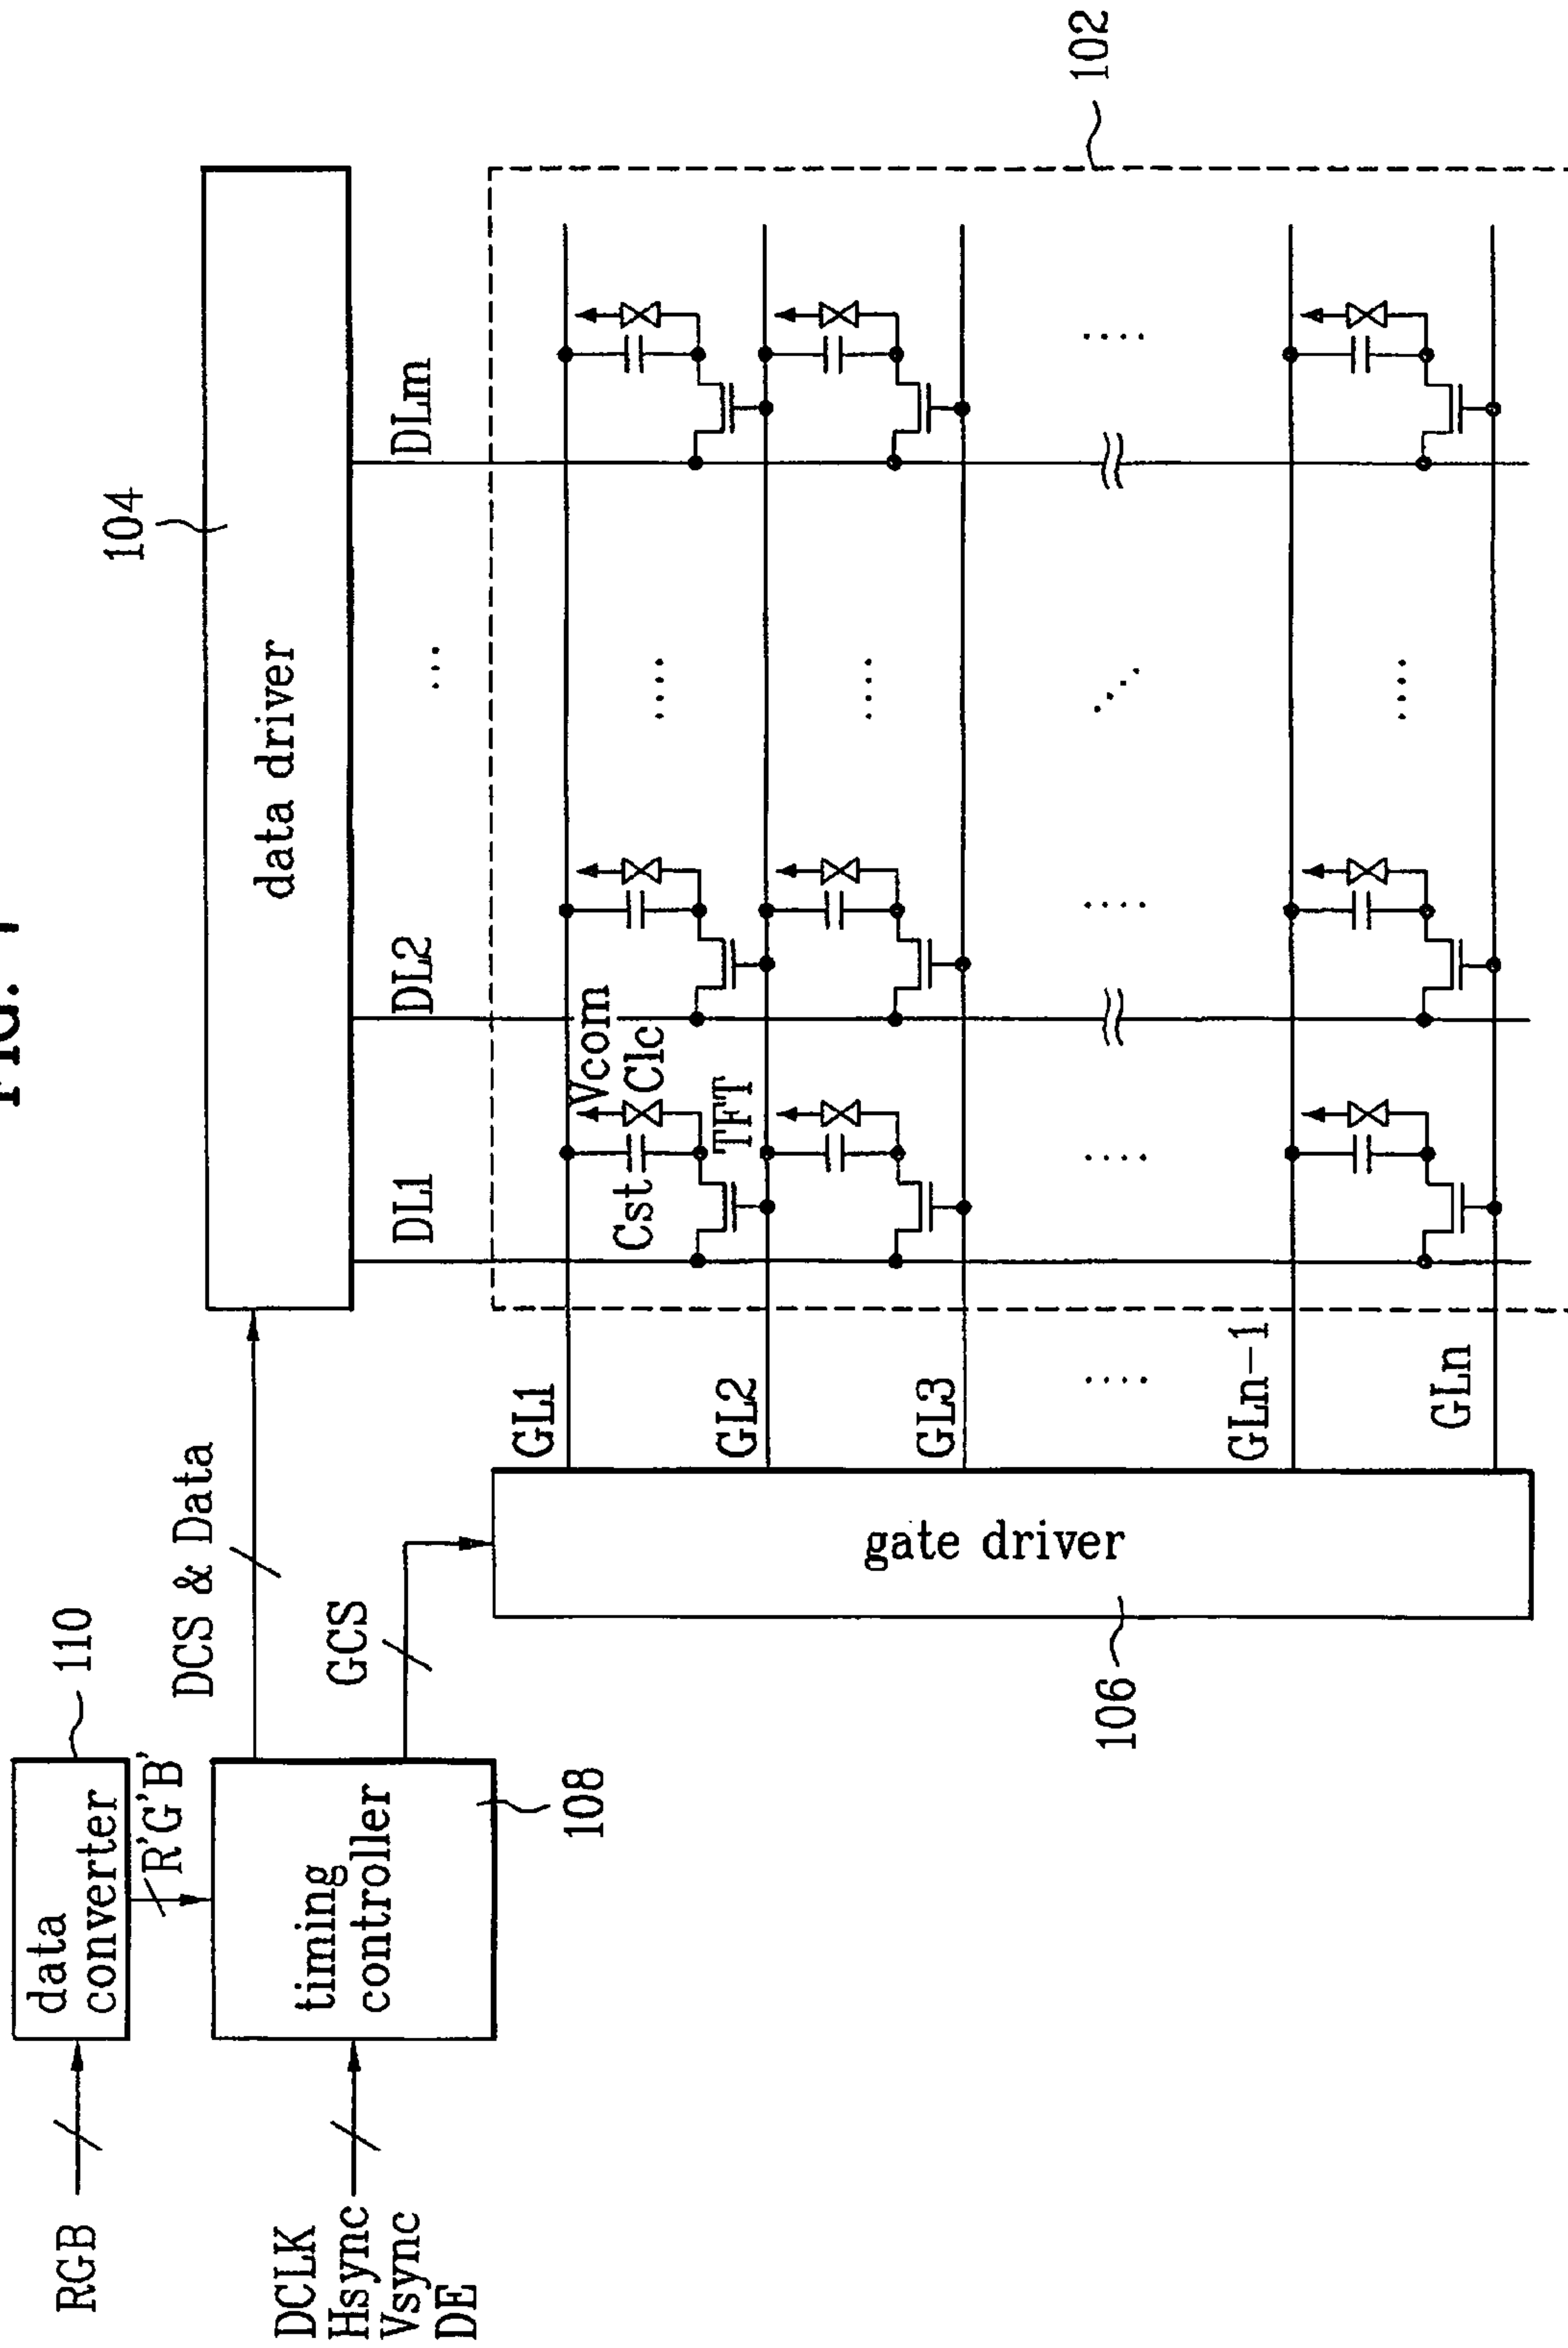 FIG.
RGB
data
converter
110
R'G'B'
DCLK
Hsync
Vsync
DE
timing
controller
108
DCS & Data
GCS
104
data driver
DL1
DL2
DLm
...
102
gate driver
106
GL1
GL2
GL3
....
GLn-1
GLn
Vcom
Cst
Clc
TFT